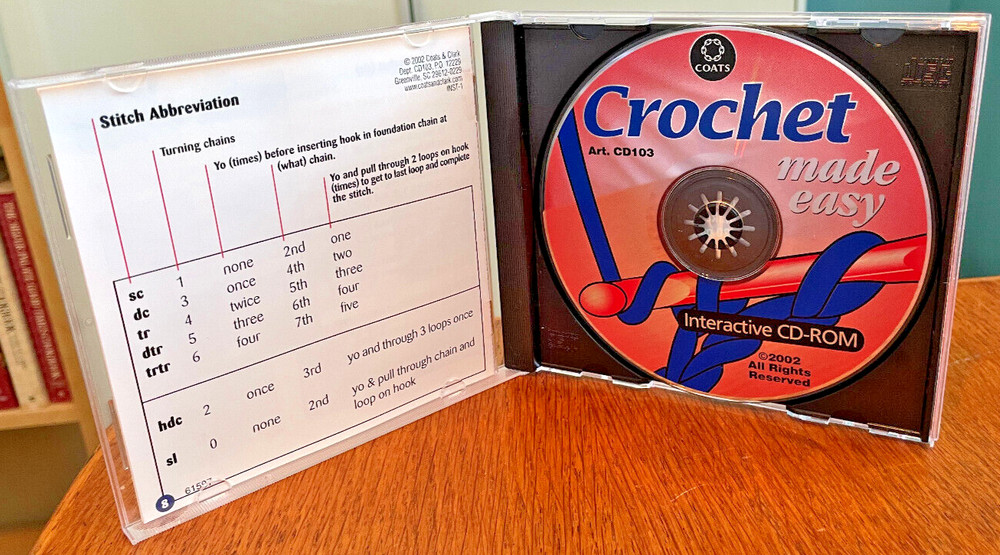 © 2002 Coats & Clark
Dept. CD103, PO. 12229
Greenville, SC 29612-0229
www.coatsandclark.com
INST-1
Stitch Abbreviation
Turning chains
Yo (times) before inserting hook in foundation chain at
(what) chain.
Yo and pull through 2 loops on hook
(times) to get to last loop and complete
the stitch.
sc 1 none 2nd one
dc 3 once 4th two
tr 4 twice 5th three
dtr 5 three 6th four
trtr 6 four 7th five
hdc 2 once 3rd yo and through 3 loops once
sl 0 none 2nd yo & pull through chain and
loop on hook
8
COATS
Crochet
Art. CD103
made
easy
Interactive CD-ROM
©2002
All Rights
Reserved